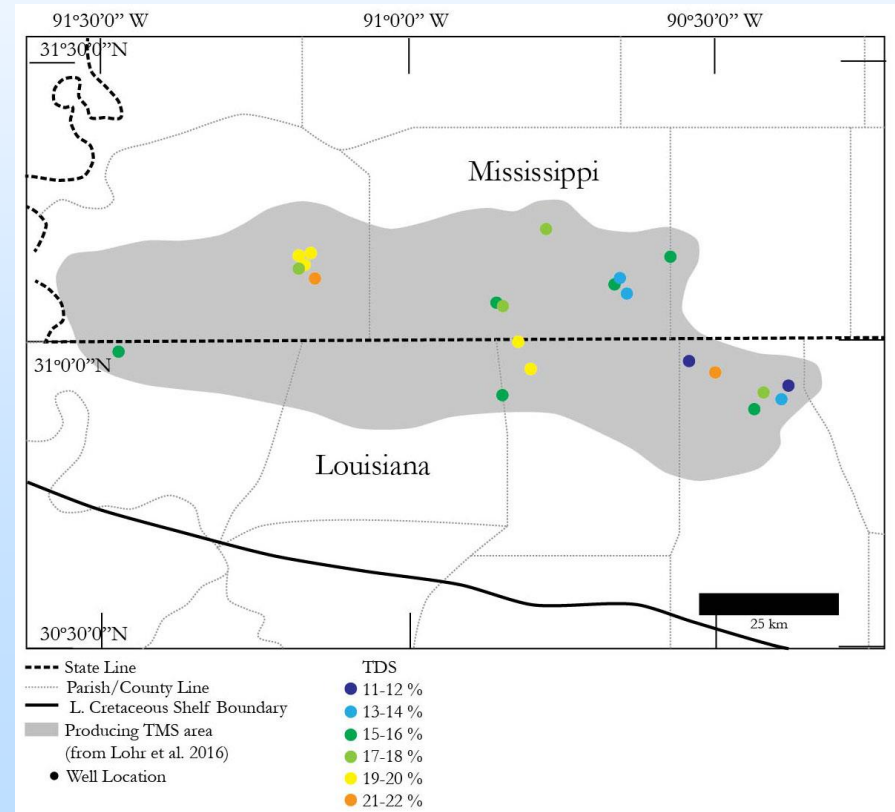 91°30'0'' W 91°0'0'' W 90°30'0'' W
31°30'0''N
Mississippi
31°0'0''N
Louisiana
25 km
30°30'0''N
State Line
Parish/County Line
L. Cretaceous Shelf Boundary
Producing TMS area
(from Lohr et al. 2016)
Well Location
TDS
11-12 %
13-14 %
15-16 %
17-18 %
19-20 %
21-22 %